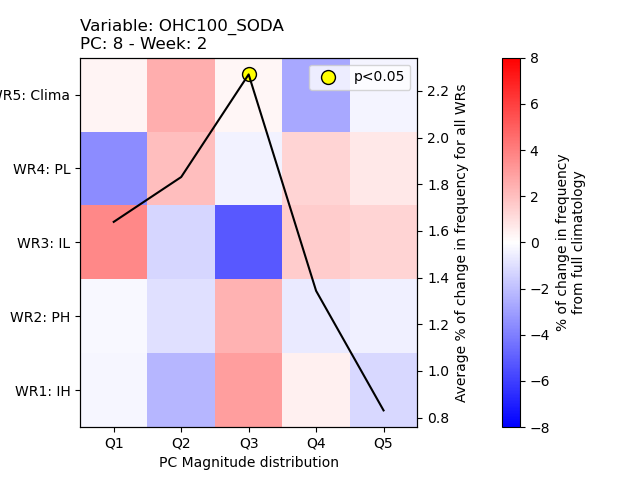 Variable: OHC100_SODA
PC: 8 - Week: 2
p<0.05
WR5: Clima
WR4: PL
WR3: IL
WR2: PH
WR1: IH
Q1 Q2 Q3 Q4 Q5
PC Magnitude distribution
2.2
2.0
1.8
1.6
1.4
1.2
1.0
0.8
Average % of change in frequency for all WRs
8
6
4
2
0
−2
−4
−6
−8
% of change in frequency
from full climatology